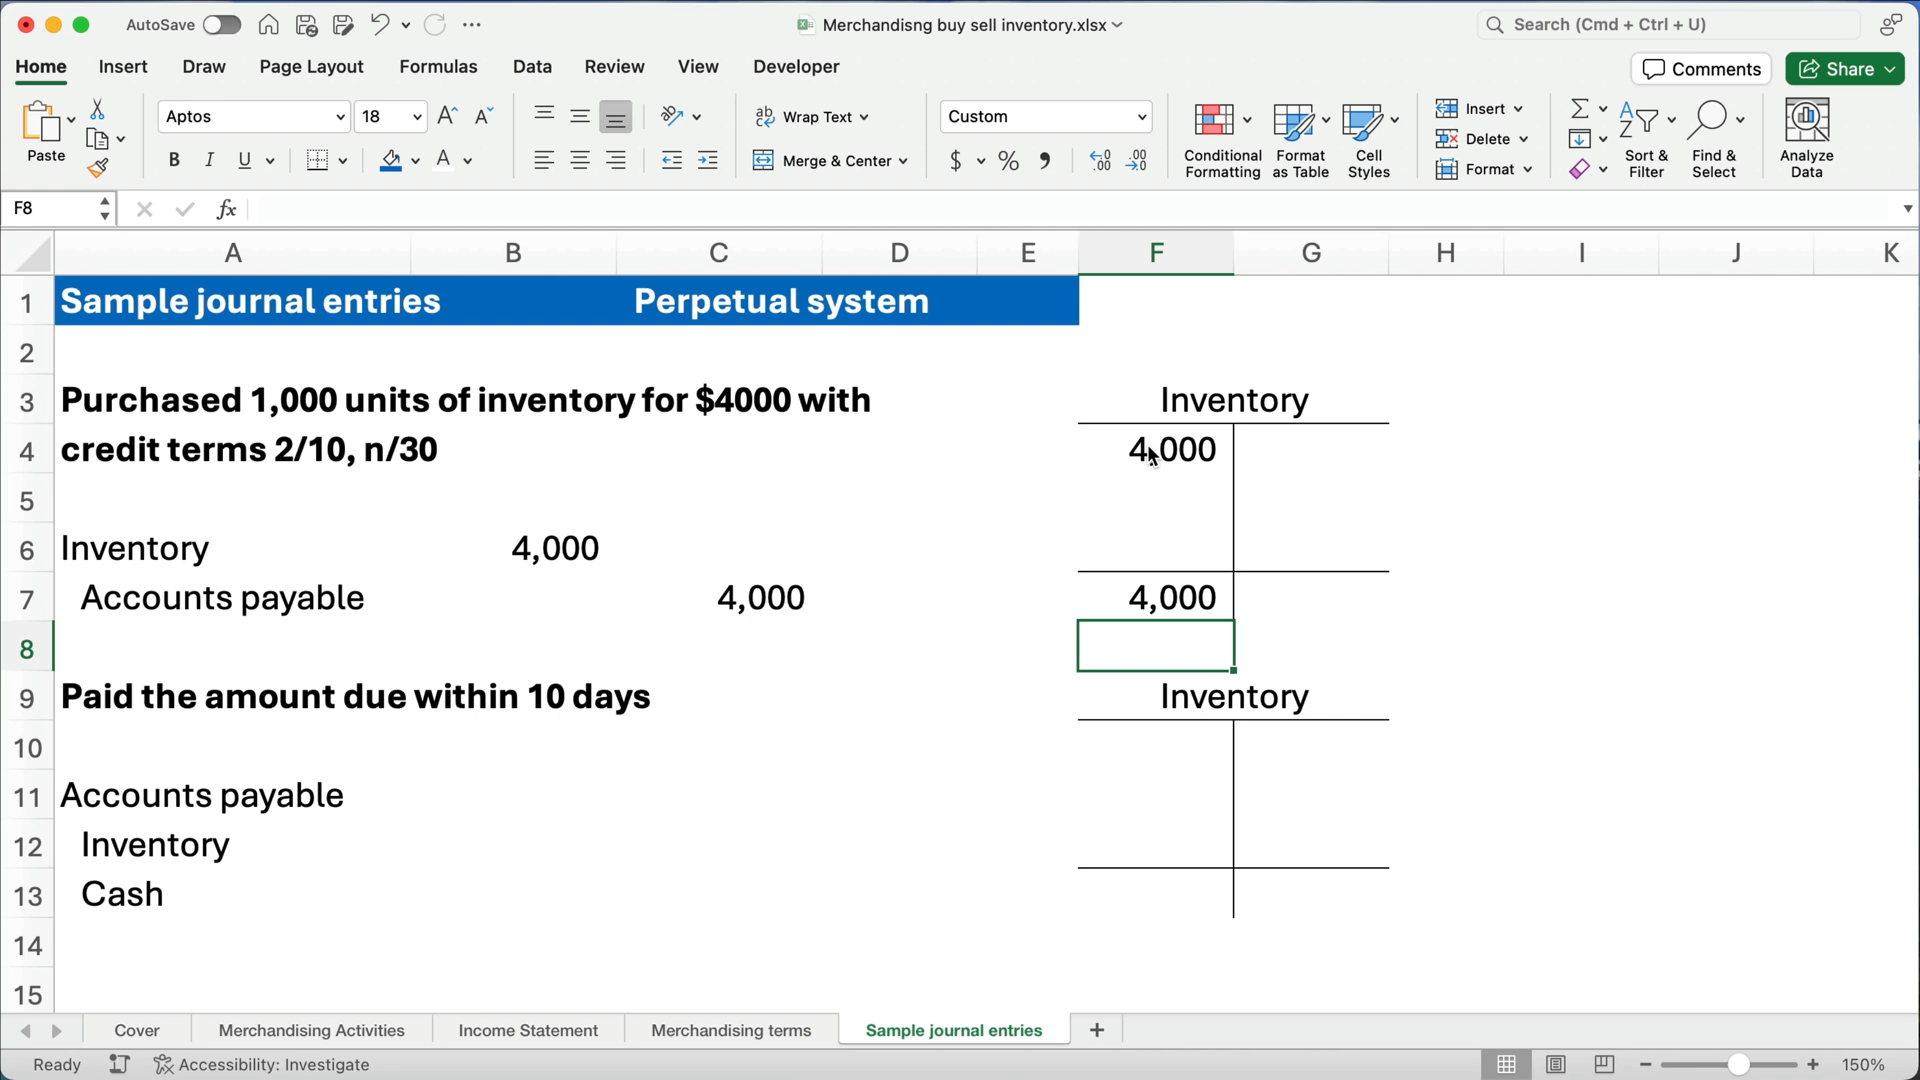 AutoSave
Merchandisng buy sell inventory.xlsx
Search (Cmd + Ctrl + U)
Home Insert Draw Page Layout Formulas Data Review View Developer
Comments Share
Paste
Aptos 18
B I U A
Wrap Text
Merge & Center
Custom
$ % ,
Conditional Formatting
Format as Table
Cell Styles
Insert
Delete
Format
Sort & Filter
Find & Select
Analyze Data
F8 fx
A B C D E F G H I J K
1 Sample journal entries Perpetual system
2
3 Purchased 1,000 units of inventory for $4000 with Inventory
4 credit terms 2/10, n/30 4,000
5
6 Inventory 4,000
7 Accounts payable 4,000 4,000
8
9 Paid the amount due within 10 days Inventory
10
11 Accounts payable
12 Inventory
13 Cash
14
15
Cover Merchandising Activities Income Statement Merchandising terms Sample journal entries +
Ready Accessibility: Investigate 150%